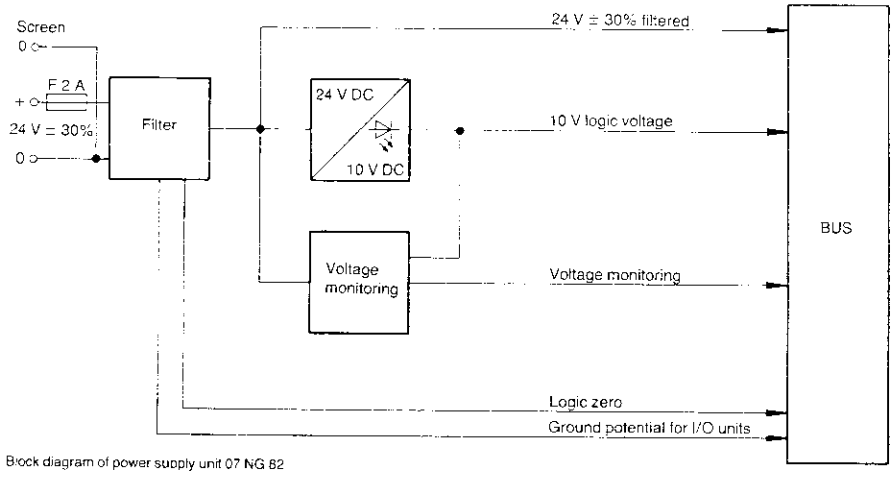 Screen
0
F 2 A
+
24 V ± 30%
0
Filter
24 V DC
10 V DC
Voltage
monitoring
24 V ± 30% filtered
10 V logic voltage
Voltage monitoring
Logic zero
Ground potential for I/O units
BUS
Block diagram of power supply unit 07 NG 82